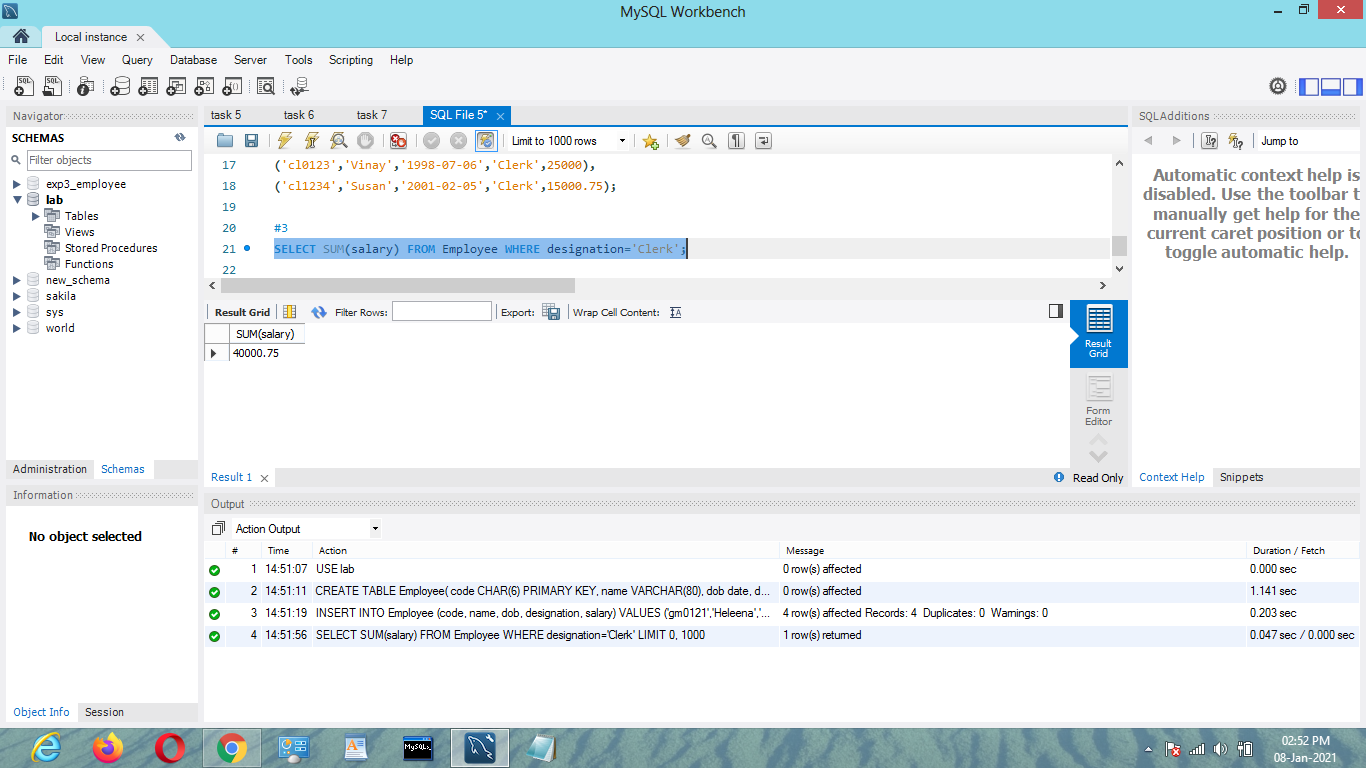 MySQL Workbench
Local instance
File Edit View Query Database Server Tools Scripting Help
Navigator
SCHEMAS
Filter objects
exp3_employee
lab
Tables
Views
Stored Procedures
Functions
new_schema
sakila
sys
world
Administration Schemas
Information
No object selected
Object Info Session
task 5 task 6 task 7 SQL File 5*
Limit to 1000 rows
17 ('cl0123','Vinay','1998-07-06','Clerk',25000),
18 ('cl1234','Susan','2001-02-05','Clerk',15000.75);
19
20 #3
21 SELECT SUM(salary) FROM Employee WHERE designation='Clerk';
22
Result Grid Filter Rows: Export: Wrap Cell Content:
SUM(salary)
40000.75
Result Grid
Form Editor
Result 1 Read Only
SQLAdditions
Jump to
Automatic context help is
disabled. Use the toolbar t
manually get help for the
current caret position or to
toggle automatic help.
Context Help Snippets
Output
Action Output
# Time Action Message Duration / Fetch
1 14:51:07 USE lab 0 row(s) affected 0.000 sec
2 14:51:11 CREATE TABLE Employee( code CHAR(6) PRIMARY KEY, name VARCHAR(80), dob date, d... 0 row(s) affected 1.141 sec
3 14:51:19 INSERT INTO Employee (code, name, dob, designation, salary) VALUES ('gm0121','Heleena','... 4 row(s) affected Records: 4 Duplicates: 0 Warnings: 0 0.203 sec
4 14:51:56 SELECT SUM(salary) FROM Employee WHERE designation='Clerk' LIMIT 0, 1000 1 row(s) returned 0.047 sec / 0.000 sec
02:52 PM
08-Jan-2021